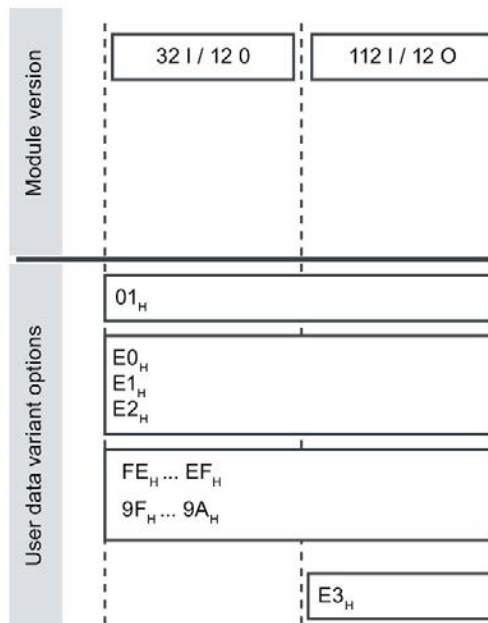 Module version
32 I / 12 0
112 I / 12 O
User data variant options
01H
E0H
E1H
E2H
FEH ... EFH
9FH ... 9AH
E3H